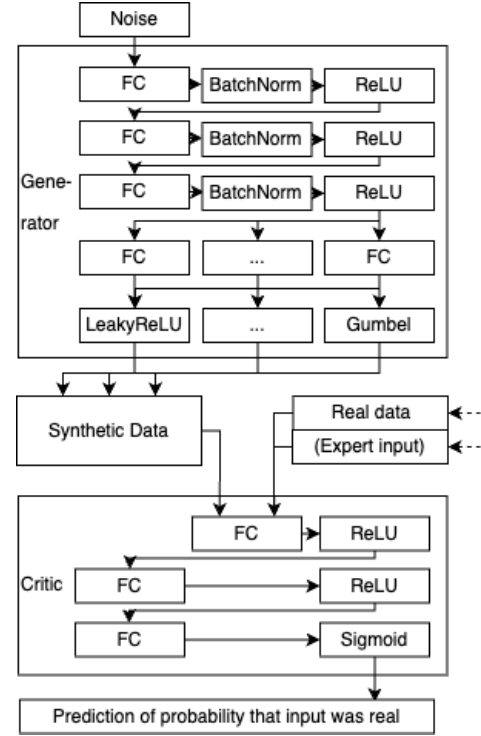 Noise
FC
BatchNorm
ReLU
FC
BatchNorm
ReLU
Gene-
rator
FC
BatchNorm
ReLU
FC
...
FC
LeakyReLU
...
Gumbel
Synthetic Data
Real data
(Expert input)
Critic
FC
ReLU
FC
ReLU
FC
Sigmoid
Prediction of probability that input was real